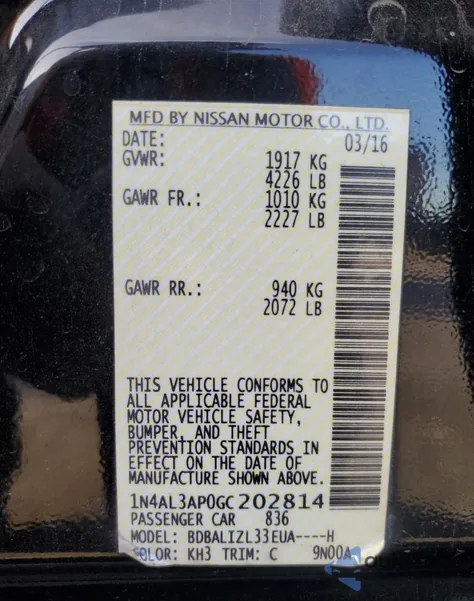 MFD BY NISSAN MOTOR CO., LTD.
DATE: 03/16
GVWR: 1917 KG
4226 LB
GAWR FR.: 1010 KG
2227 LB
GAWR RR.: 940 KG
2072 LB
THIS VEHICLE CONFORMS TO
ALL APPLICABLE FEDERAL
MOTOR VEHICLE SAFETY,
BUMPER, AND THEFT
PREVENTION STANDARDS IN
EFFECT ON THE DATE OF
MANUFACTURE SHOWN ABOVE.
1N4AL3AP0GC202814
PASSENGER CAR 836
MODEL: BDBALIZL33EUA----H
COLOR: KH3 TRIM: C 9N00A